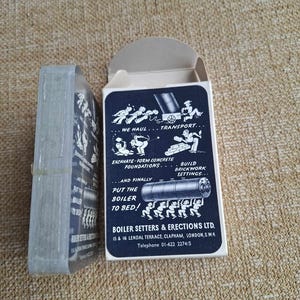 WE HAUL...TRANSPORT...
EXCAVATE·FORM CONCRETE
FOUNDATIONS..
BUILD
BRICKWORK
SETTINGS..
..AND FINALLY
PUT THE
BOILER
TO BED!
BOILER SETTERS & ERECTIONS LTD.
15 & 16 LENDAL TERRACE, CLAPHAM, LONDON, S.W.4
Telephone 01-622 2274/5